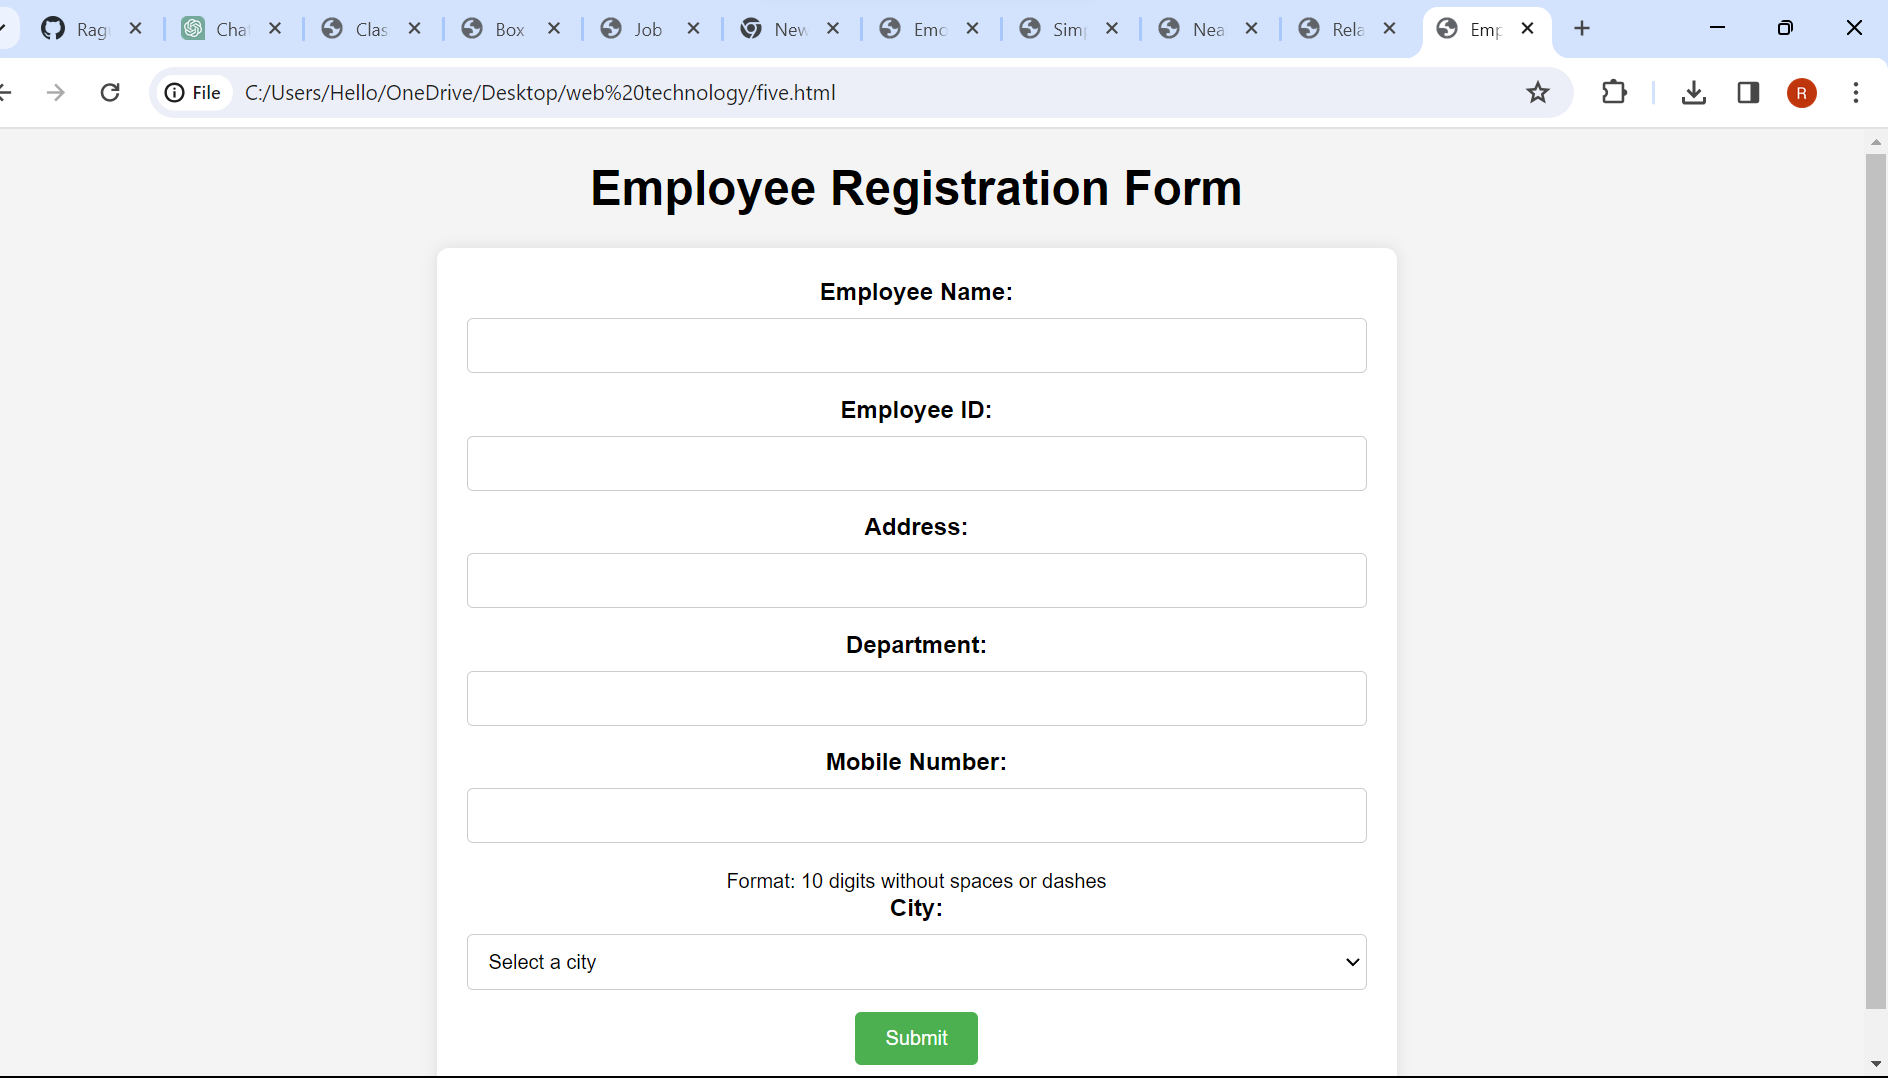 Rag Cha Clas Box Job New Emo Sim Nea Rela Emp
File C:/Users/Hello/OneDrive/Desktop/web%20technology/five.html R
Employee Registration Form
Employee Name:
Employee ID:
Address:
Department:
Mobile Number:
Format: 10 digits without spaces or dashes
City:
Select a city
Submit